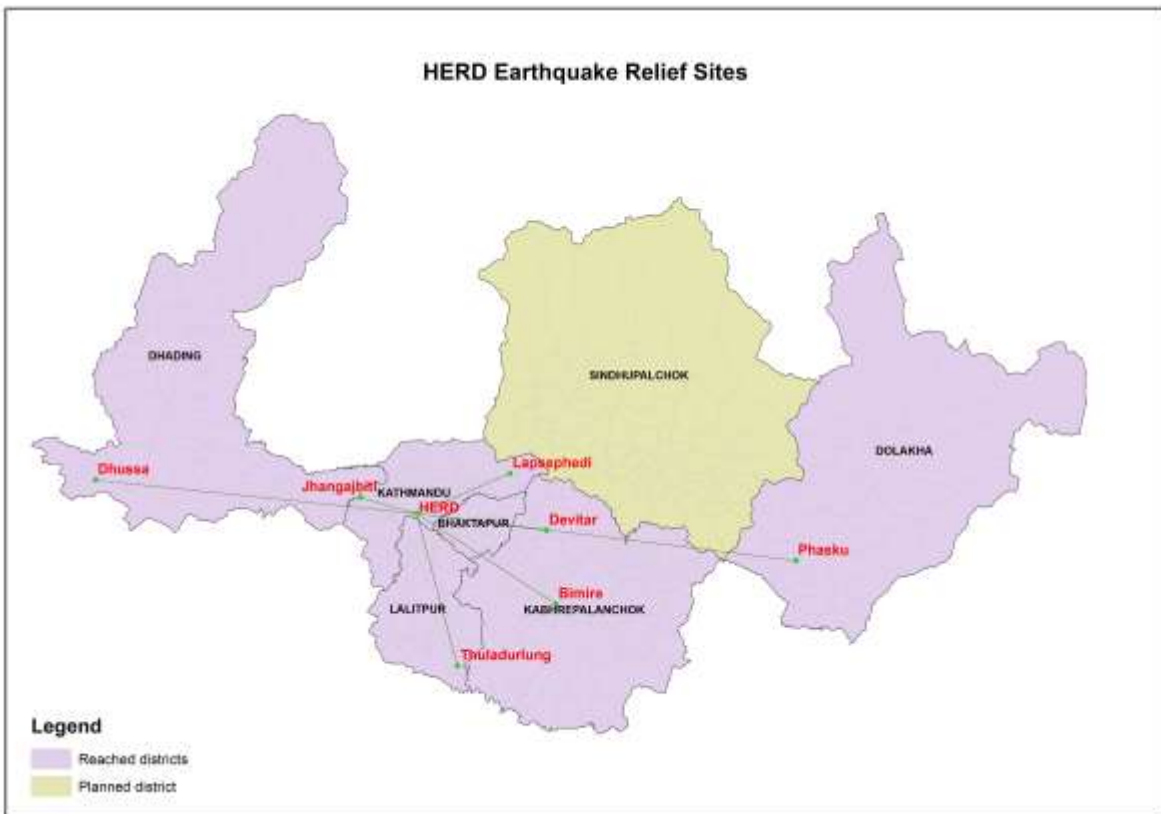 HERD Earthquake Relief Sites
DHADING
SINDHUPALCHOK
DOLAKHA
Dhussa
Lapsephedi
Jhangajbitl
KATHMANDU
HERD
BHAKTAPUR
Devitar
Phasku
Bimire
LALITPUR
KABHREPALANCHOK
Thuladurlung
Legend
Reached districts
Planned district